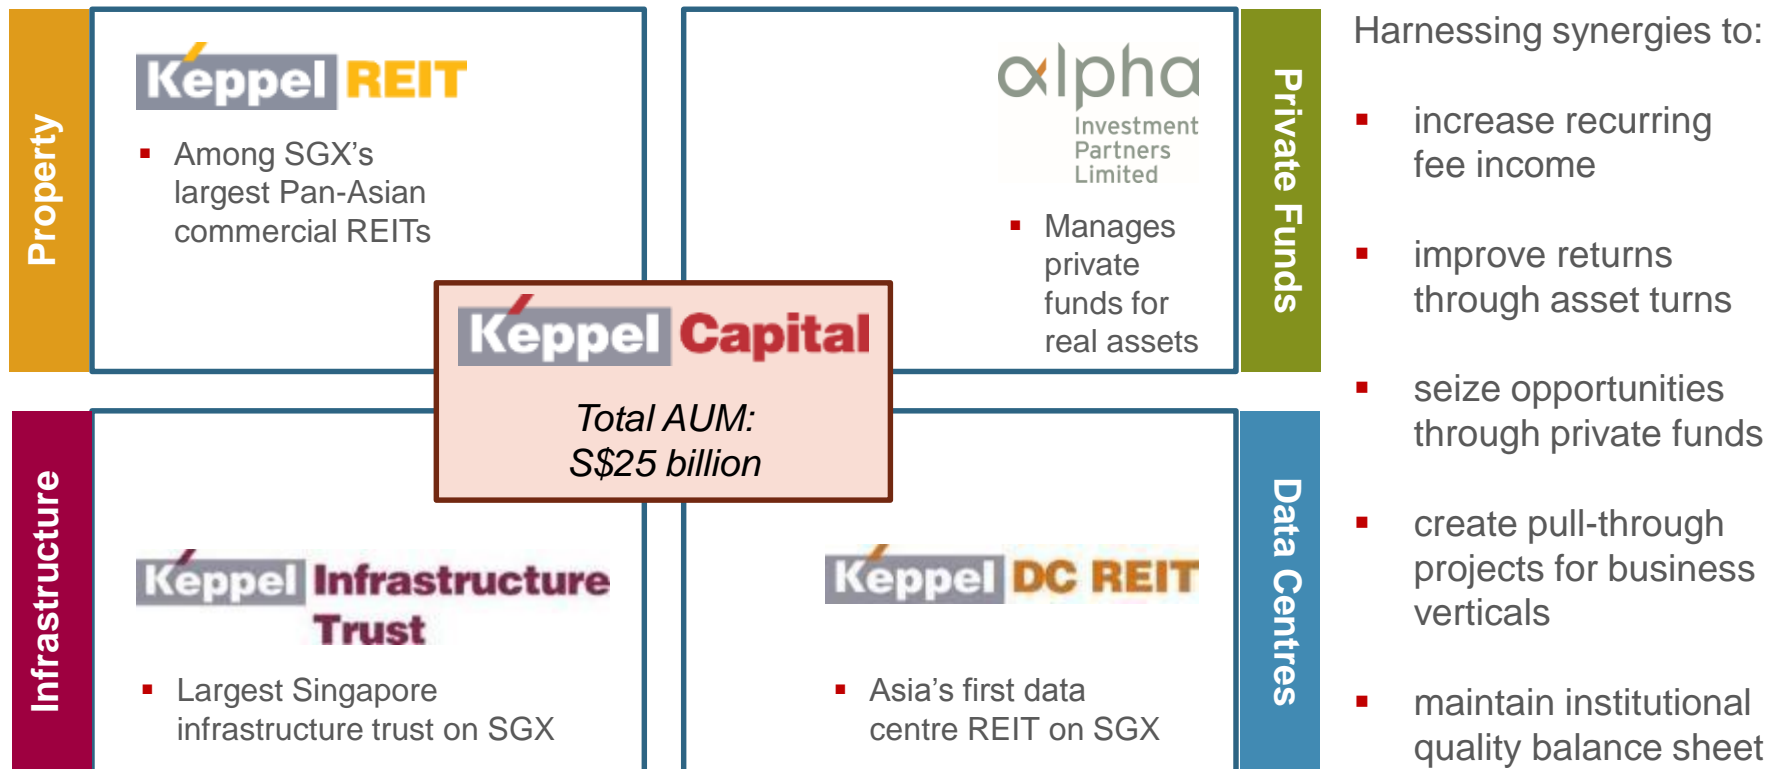 Property
Keppel REIT
Among SGX's
largest Pan-Asian
commercial REITs
alpha
Investment
Partners
Limited
Manages
private
funds for
real assets
Private Funds
Keppel Capital
Total AUM:
S$25 billion
Infrastructure
Keppel Infrastructure
Trust
Largest Singapore
infrastructure trust on SGX
Keppel DC REIT
Asia's first data
centre REIT on SGX
Data Centres
Harnessing synergies to:
increase recurring
fee income
improve returns
through asset turns
seize opportunities
through private funds
create pull-through
projects for business
verticals
maintain institutional
quality balance sheet